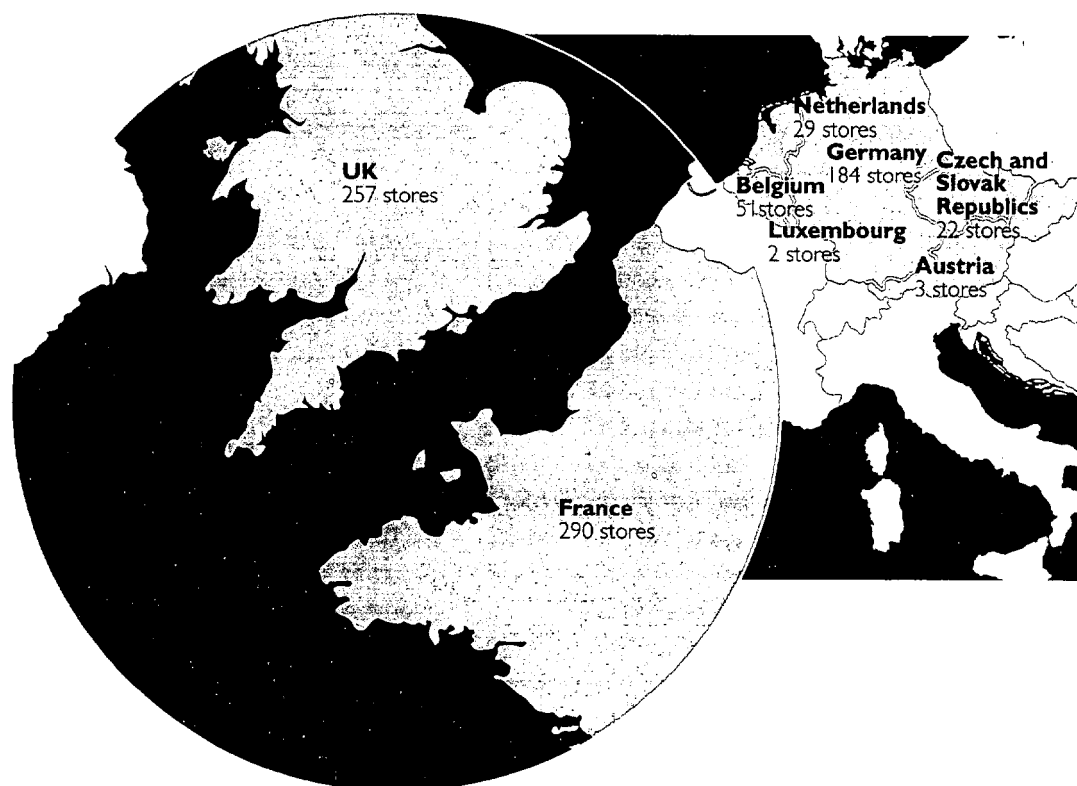 UK
257 stores
France
290 stores
Netherlands
29 stores
Germany
184 stores
Belgium
51 stores
Luxembourg
2 stores
Czech and
Slovak
Republics
22 stores
Austria
3 stores